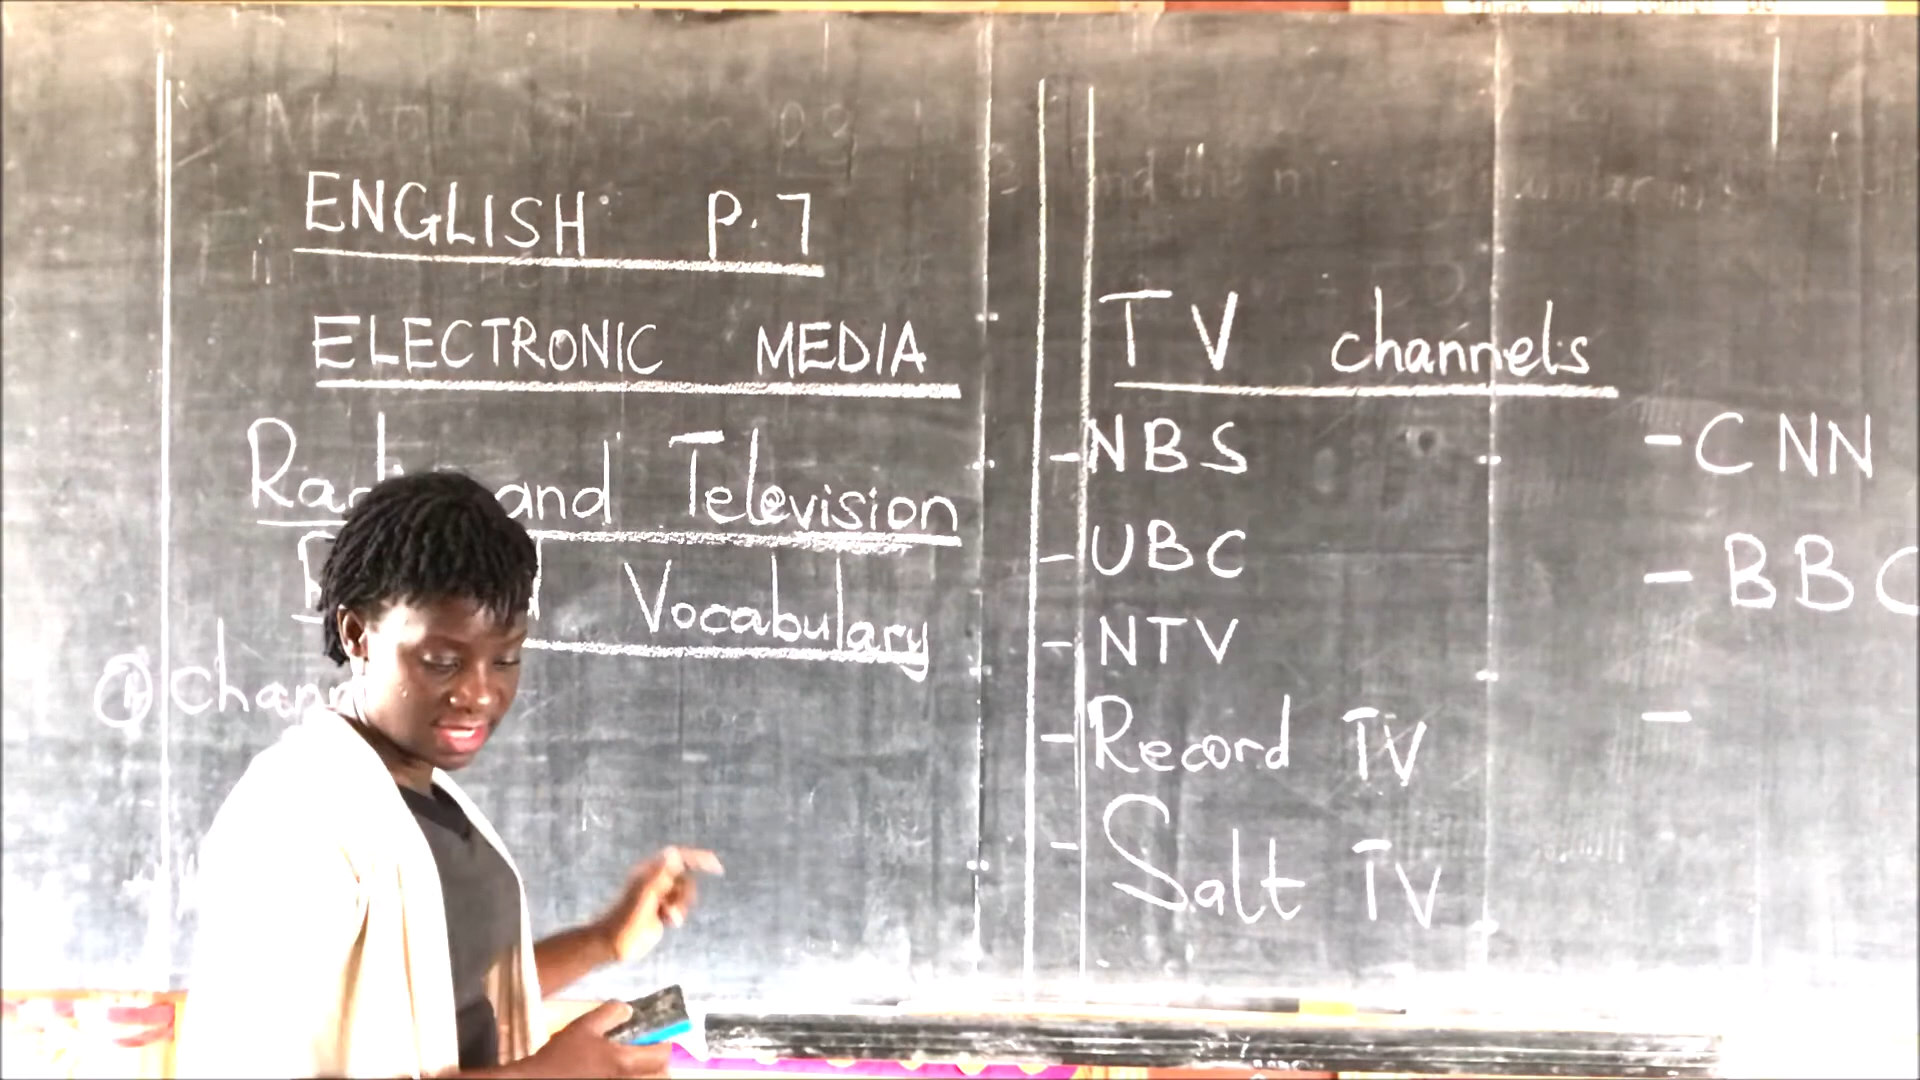 ENGLISH P.7
ELECTRONIC MEDIA
and Television
Vocabulary
TV channels
- NBS
- UBC
- NTV
- Record TV
- Salt TV
- CNN
- BBC
-